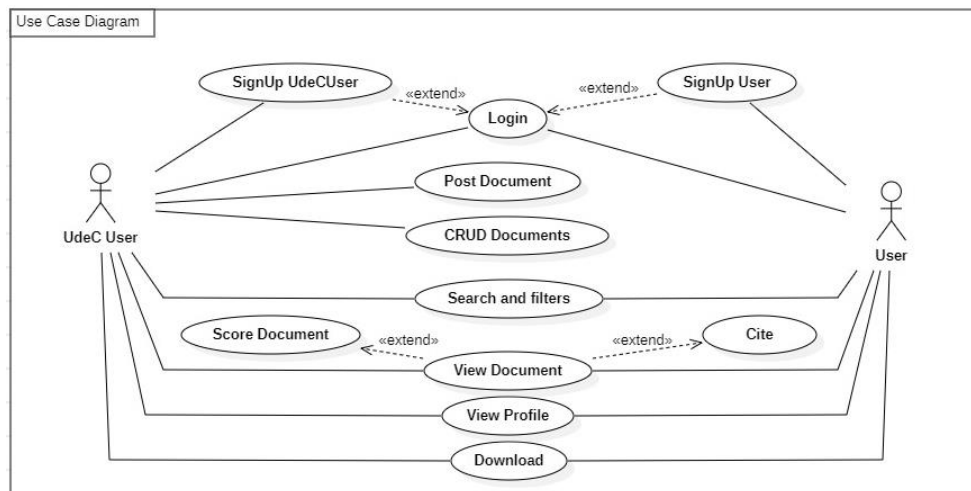 Use Case Diagram
SignUp UdeCUser
SignUp User
«extend»
«extend»
Login
Post Document
UdeC User
CRUD Documents
User
Search and filters
Score Document
«extend»
«extend»
Cite
View Document
View Profile
Download